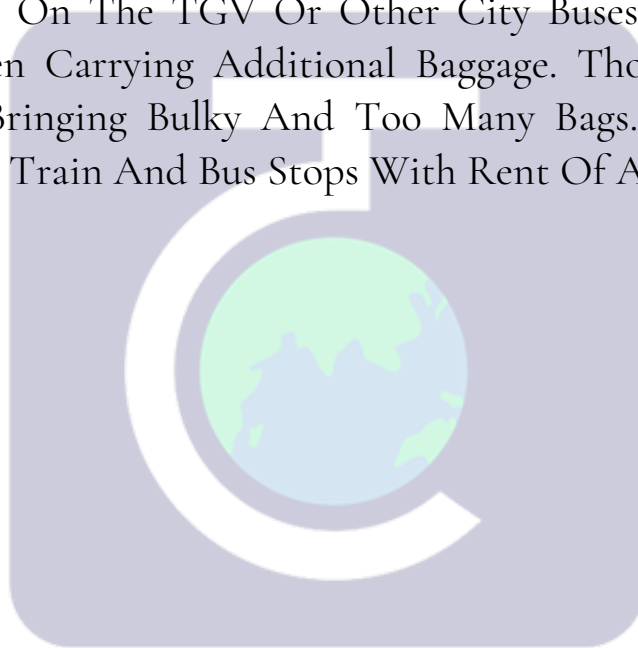 On The TGV Or Other City Buses
Carrying Additional Baggage.
Bringing Bulky And Too Many Bags.
Train And Bus Stops With Rent Of